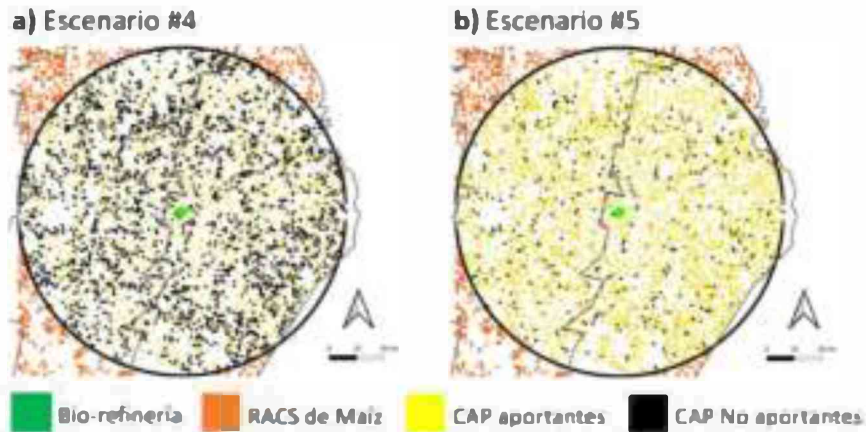 a) Escenario #4
b) Escenario #5
Bio-refinería
RACS de Maíz
CAP aportantes
CAP No aportantes